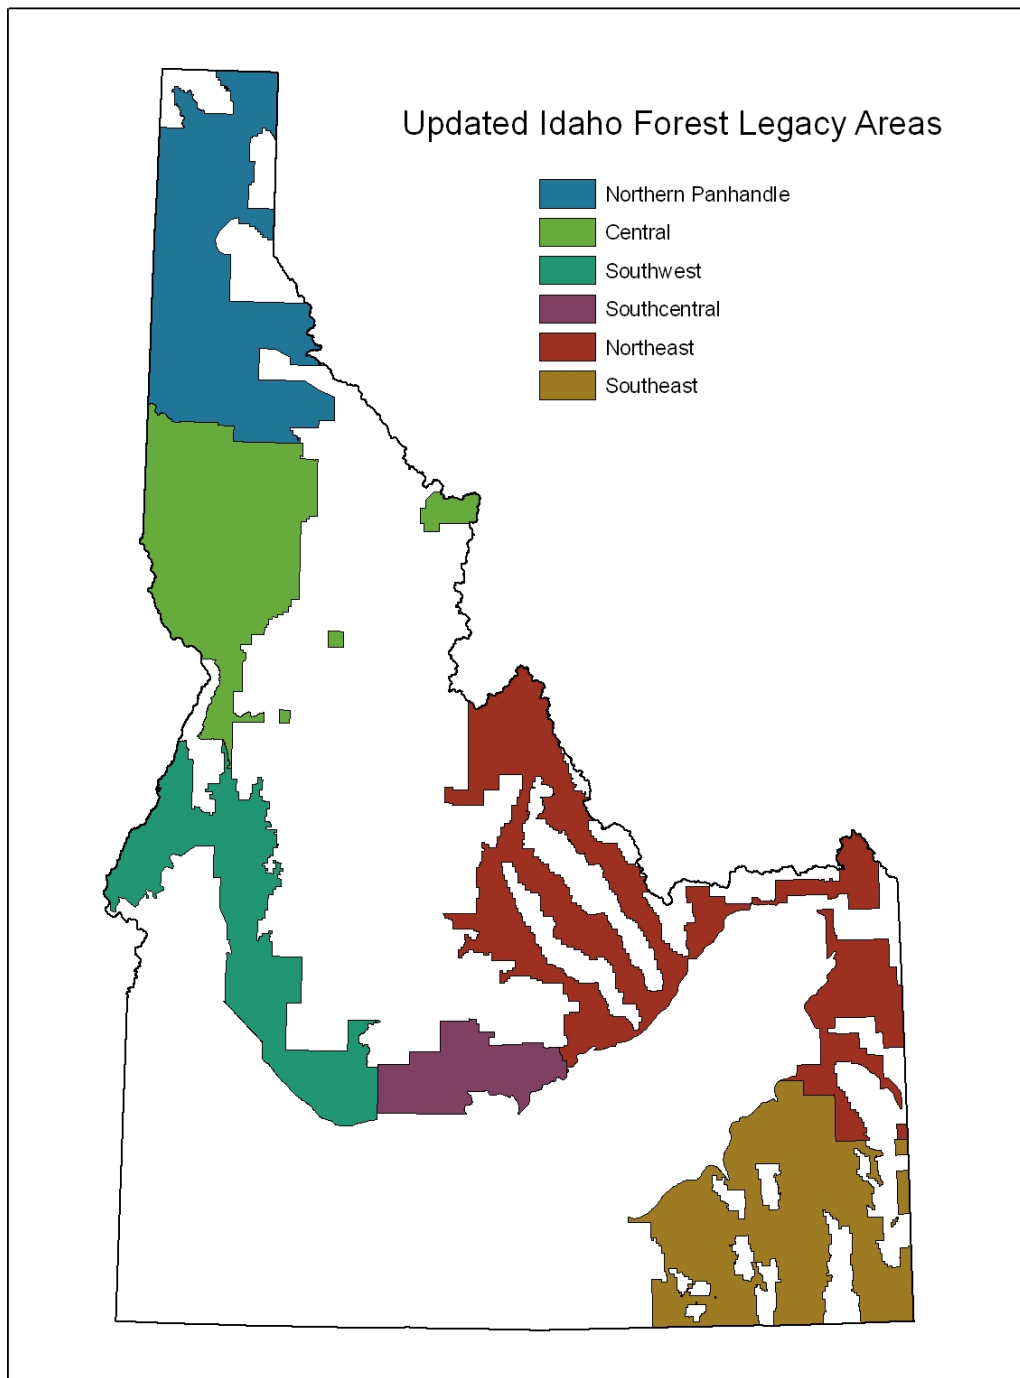 Updated Idaho Forest Legacy Areas
Northern Panhandle
Central
Southwest
Southcentral
Northeast
Southeast